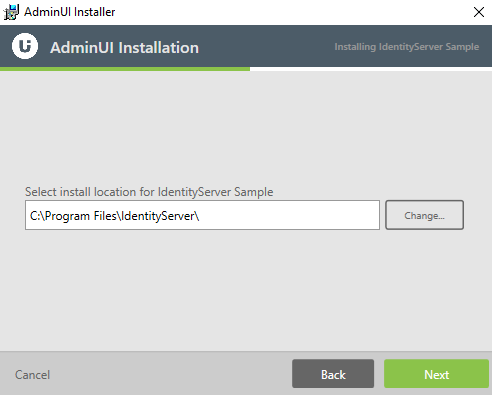 AdminUI Installer
AdminUI Installation
Installing IdentityServer Sample
Select install location for IdentityServer Sample
C:\Program Files\IdentityServer\
Change...
Cancel
Back
Next